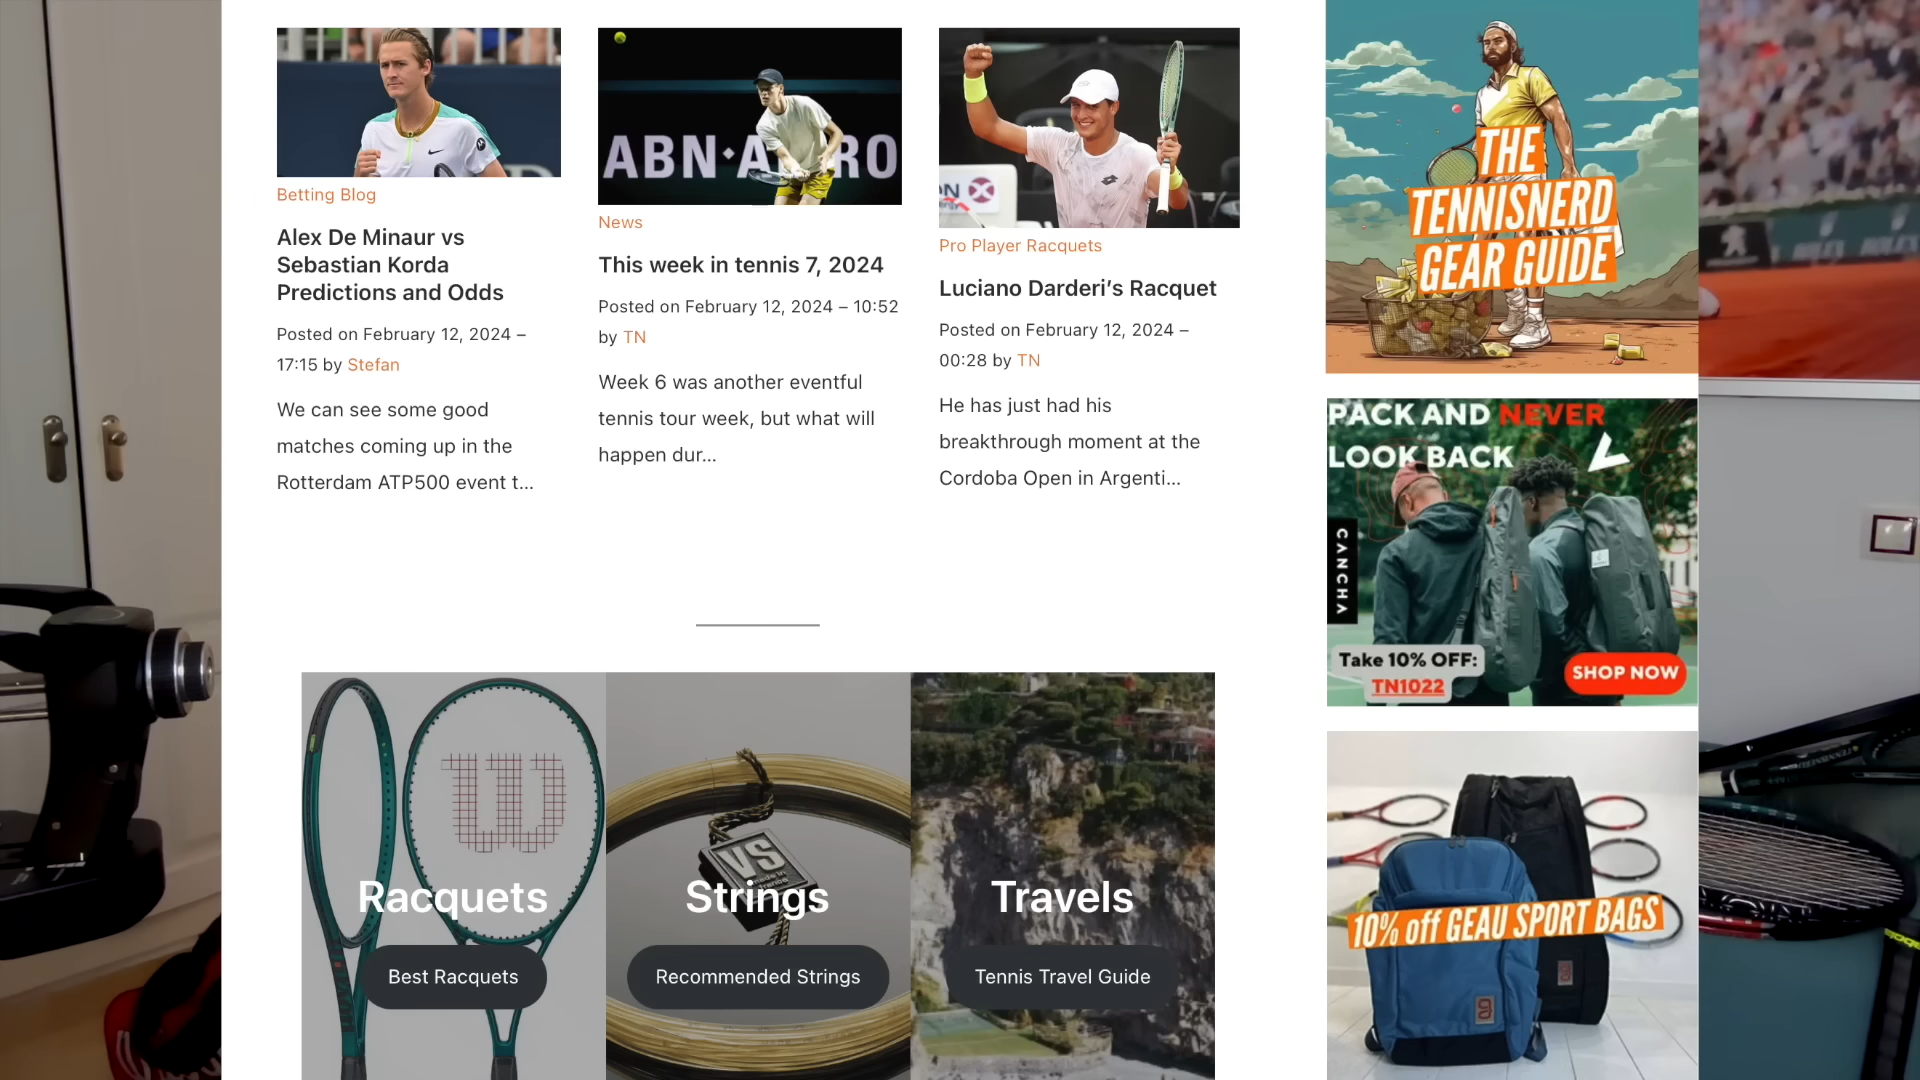 Betting Blog
Alex De Minaur vs
Sebastian Korda
Predictions and Odds
Posted on February 12, 2024 –
17:15 by Stefan
We can see some good
matches coming up in the
Rotterdam ATP500 event t...
ABN·A RO
News
This week in tennis 7, 2024
Posted on February 12, 2024 – 10:52
by TN
Week 6 was another eventful
tennis tour week, but what will
happen dur...
Pro Player Racquets
Luciano Darderi’s Racquet
Posted on February 12, 2024 –
00:28 by TN
He has just had his
breakthrough moment at the
Cordoba Open in Argenti...
THE
TENNISNERD
GEAR GUIDE
PACK AND NEVER
LOOK BACK
CANCHA
Take 10% OFF:
TN1022
SHOP NOW
10% off GEAU SPORT BAGS
Racquets
Best Racquets
VS
made in
france
Strings
Recommended Strings
Travels
Tennis Travel Guide